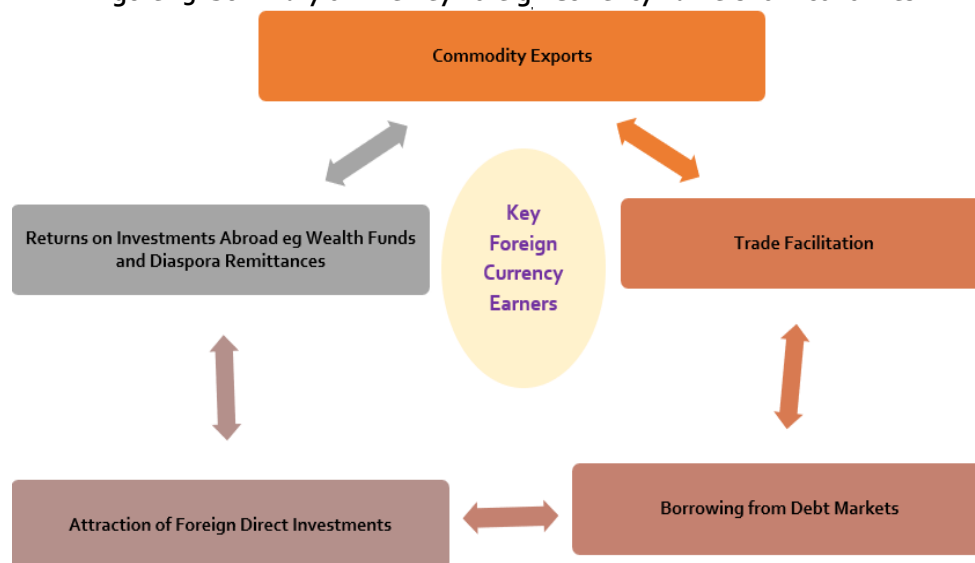 Commodity Exports
Key
Foreign
Currency
Earners
Returns on Investments Abroad eg Wealth Funds
and Diaspora Remittances
Trade Facilitation
Attraction of Foreign Direct Investments
Borrowing from Debt Markets